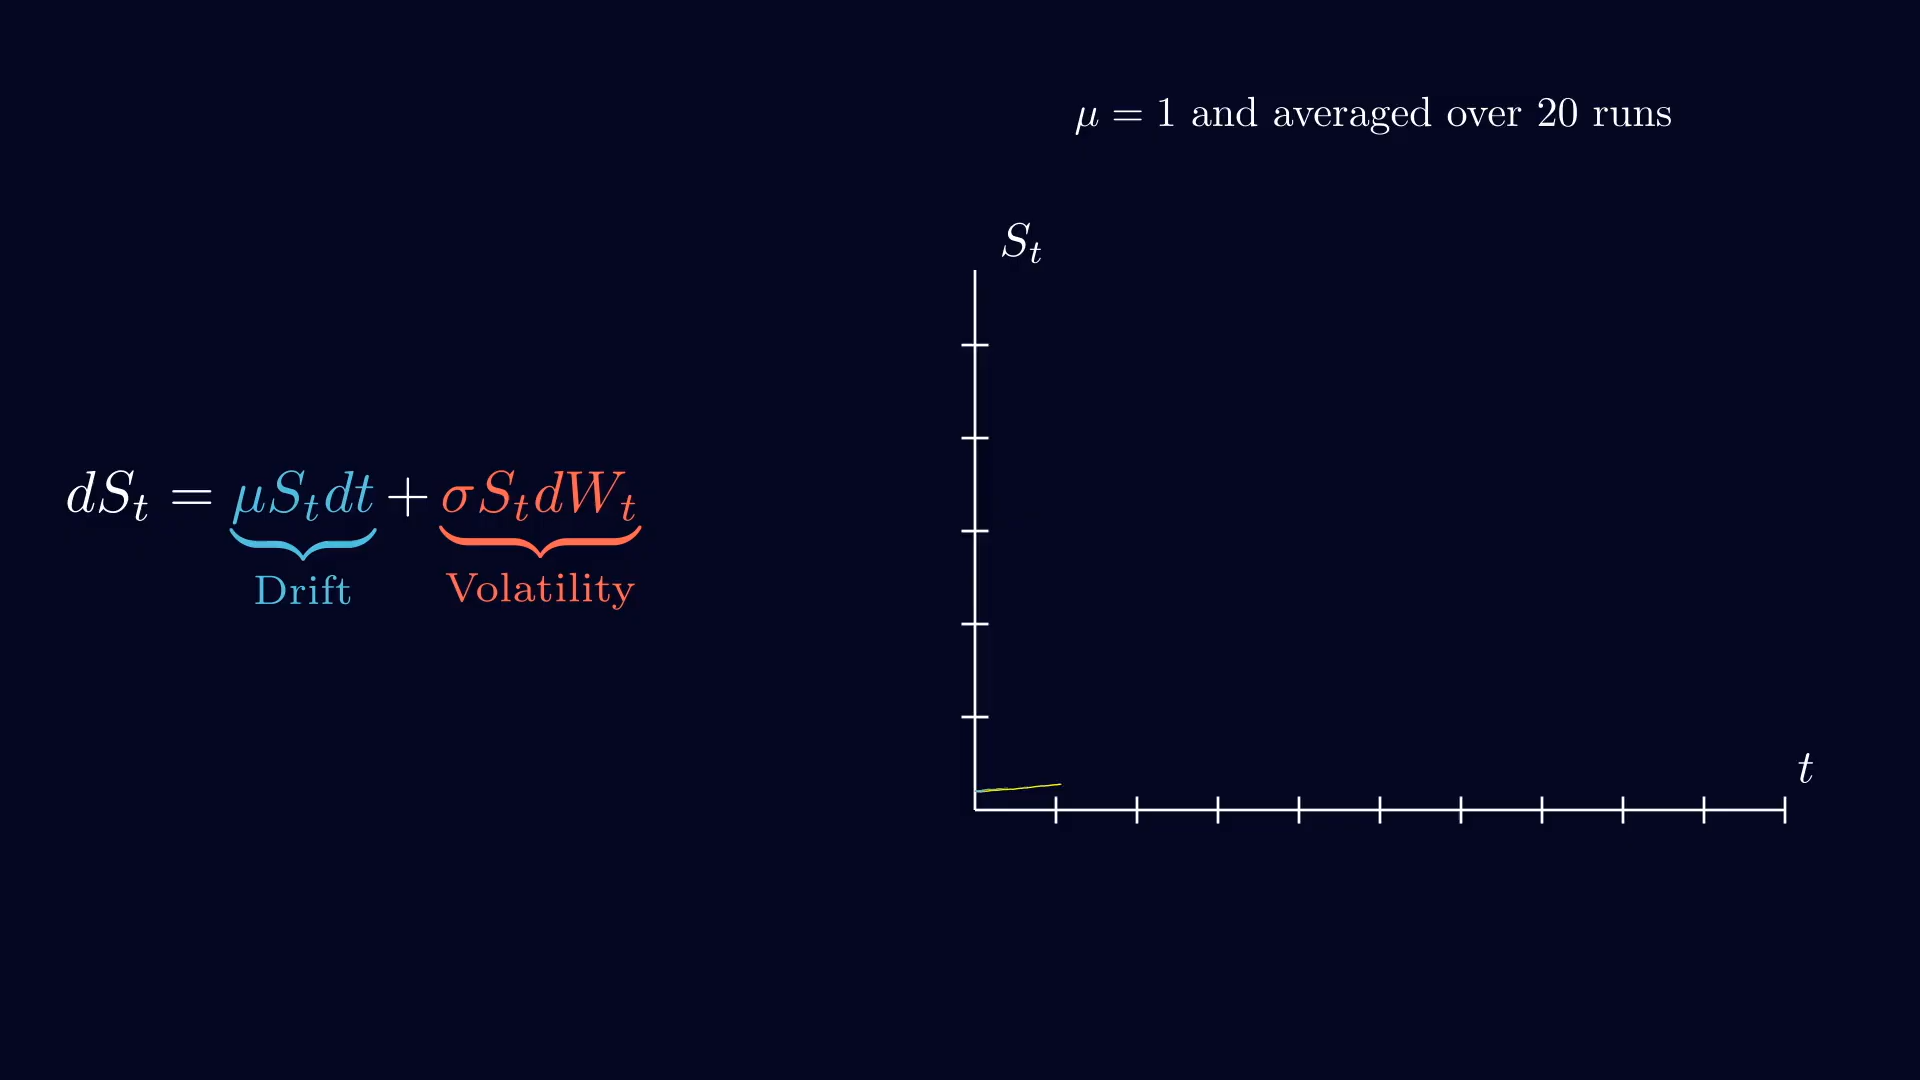 μ = 1 and averaged over 20 runs
S_t
dS_t = μS_t dt + σS_t dW_t
Drift Volatility
t